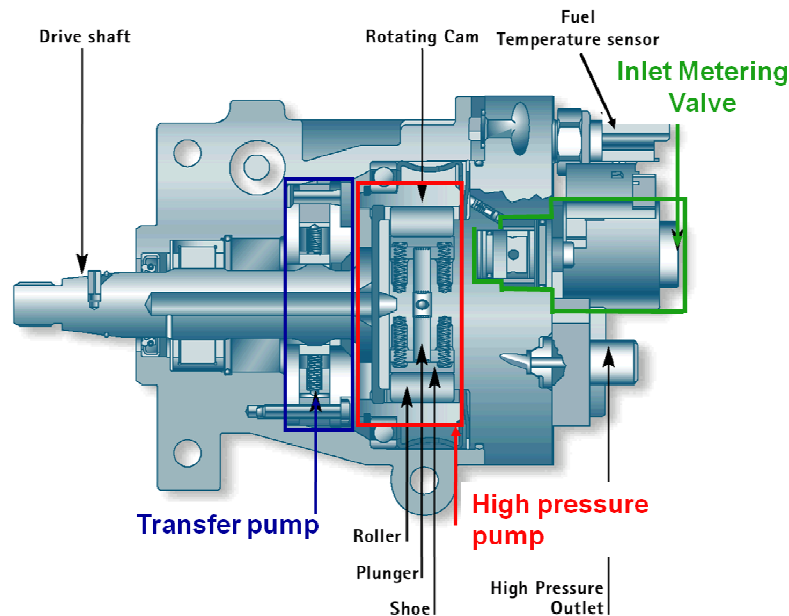 Drive shaft
Rotating Cam
Fuel
Temperature sensor
Inlet Metering
Valve
Transfer pump
High pressure
pump
Roller
Plunger
Shoe
High Pressure
Outlet